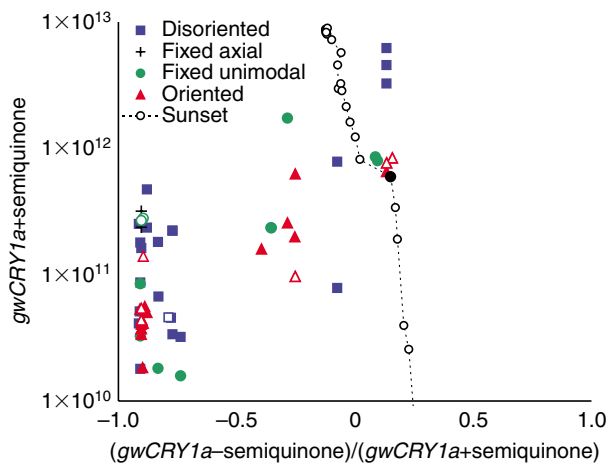 1×10¹³
Disoriented
Fixed axial
Fixed unimodal
Oriented
Sunset
1×10¹²
1×10¹¹
1×10¹⁰
gwCRY1a+semiquinone
−1.0 −0.5 0 0.5 1.0
(gwCRY1a–semiquinone)/(gwCRY1a+semiquinone)